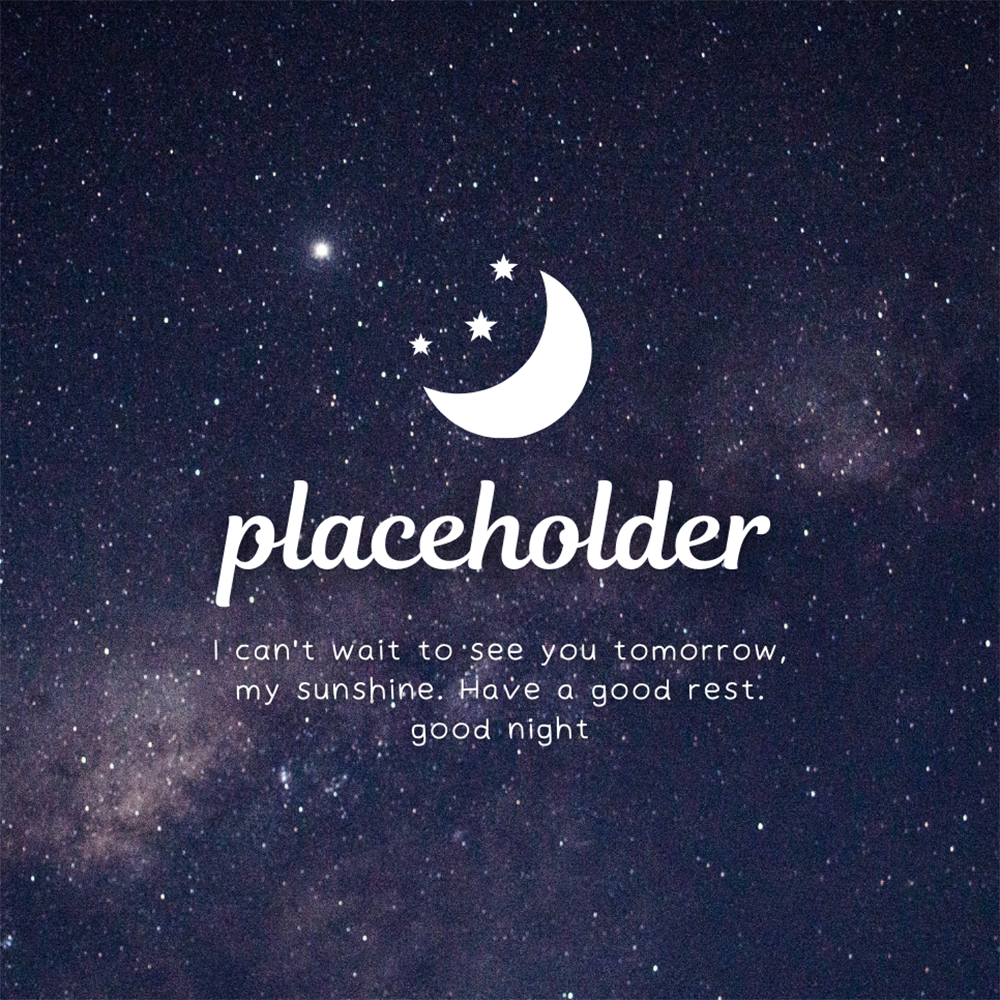 placeholder
I can't wait to see you tomorrow,
my sunshine. Have a good rest.
good night